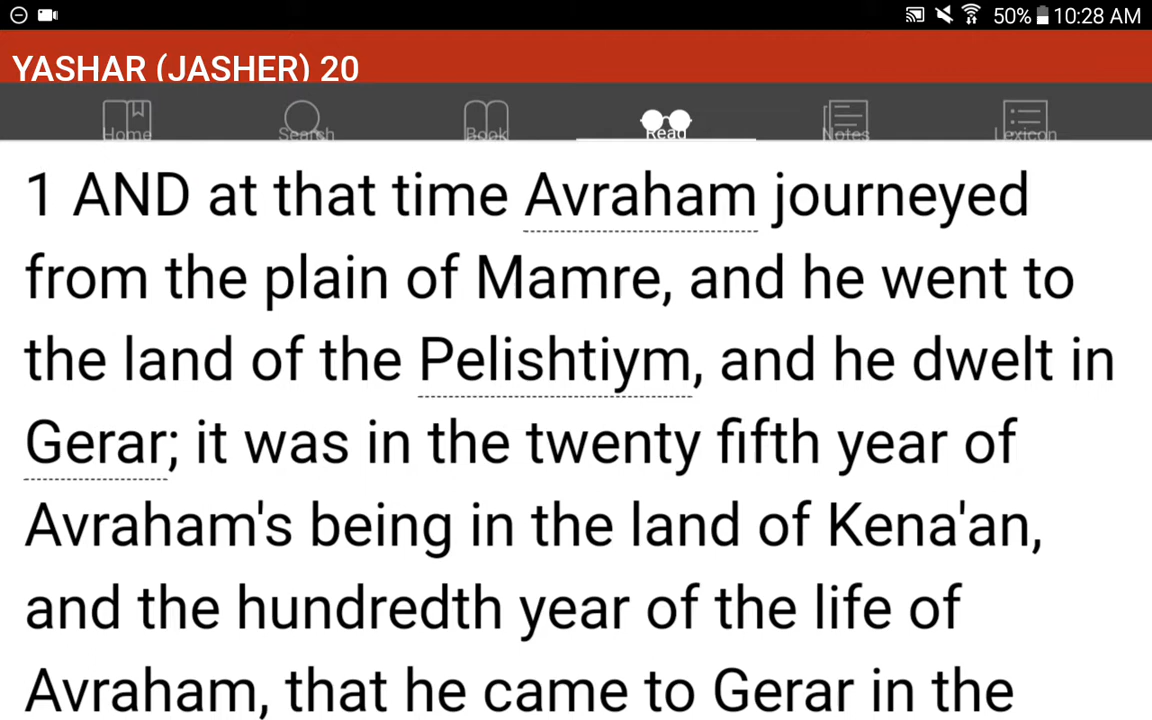 50% 10:28 AM
YASHAR (JASHER) 20
Home Search Book Read Notes Lexicon
1 AND at that time Avraham journeyed
from the plain of Mamre, and he went to
the land of the Pelishtiym, and he dwelt in
Gerar; it was in the twenty fifth year of
Avraham's being in the land of Kena'an,
and the hundredth year of the life of
Avraham, that he came to Gerar in the